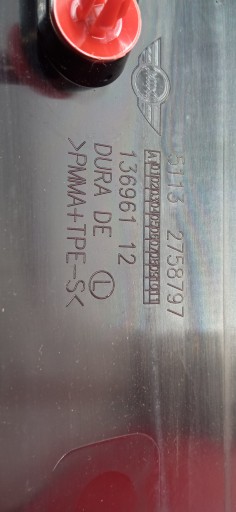 5113 2758797
136961 12
DURA DE L
>PMMA+TPE-S<